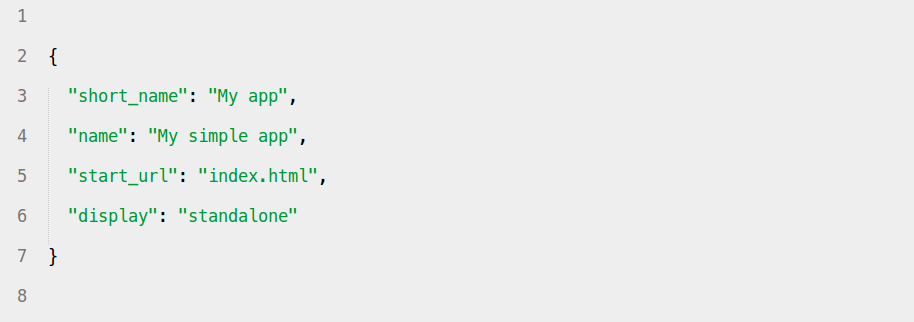 1
2 {
3 "short_name": "My app",
4 "name": "My simple app",
5 "start_url": "index.html",
6 "display": "standalone"
7 }
8